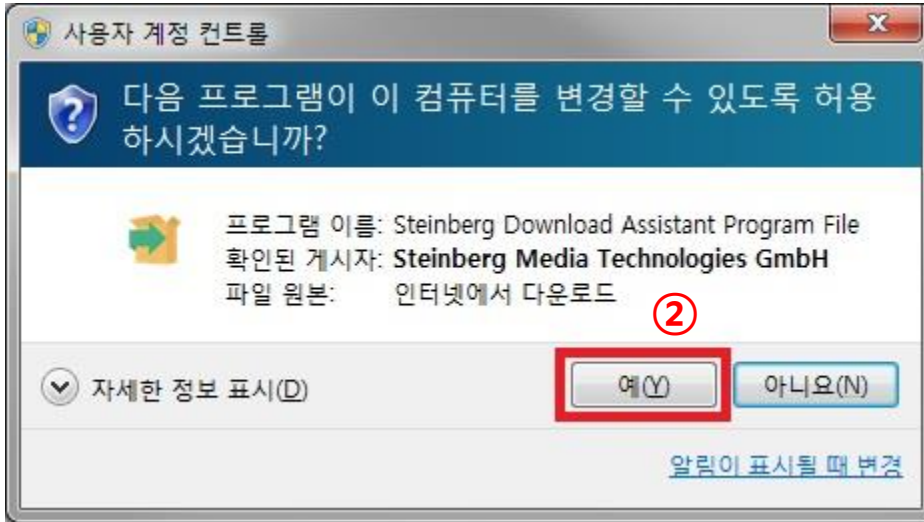 사용자 계정 컨트롤
다음 프로그램이 이 컴퓨터를 변경할 수 있도록 허용
하시겠습니까?
프로그램 이름: Steinberg Download Assistant Program File
확인된 게시자: Steinberg Media Technologies GmbH
파일 원본: 인터넷에서 다운로드
②
자세한 정보 표시(D)
예(Y)
아니요(N)
알림이 표시될 때 변경